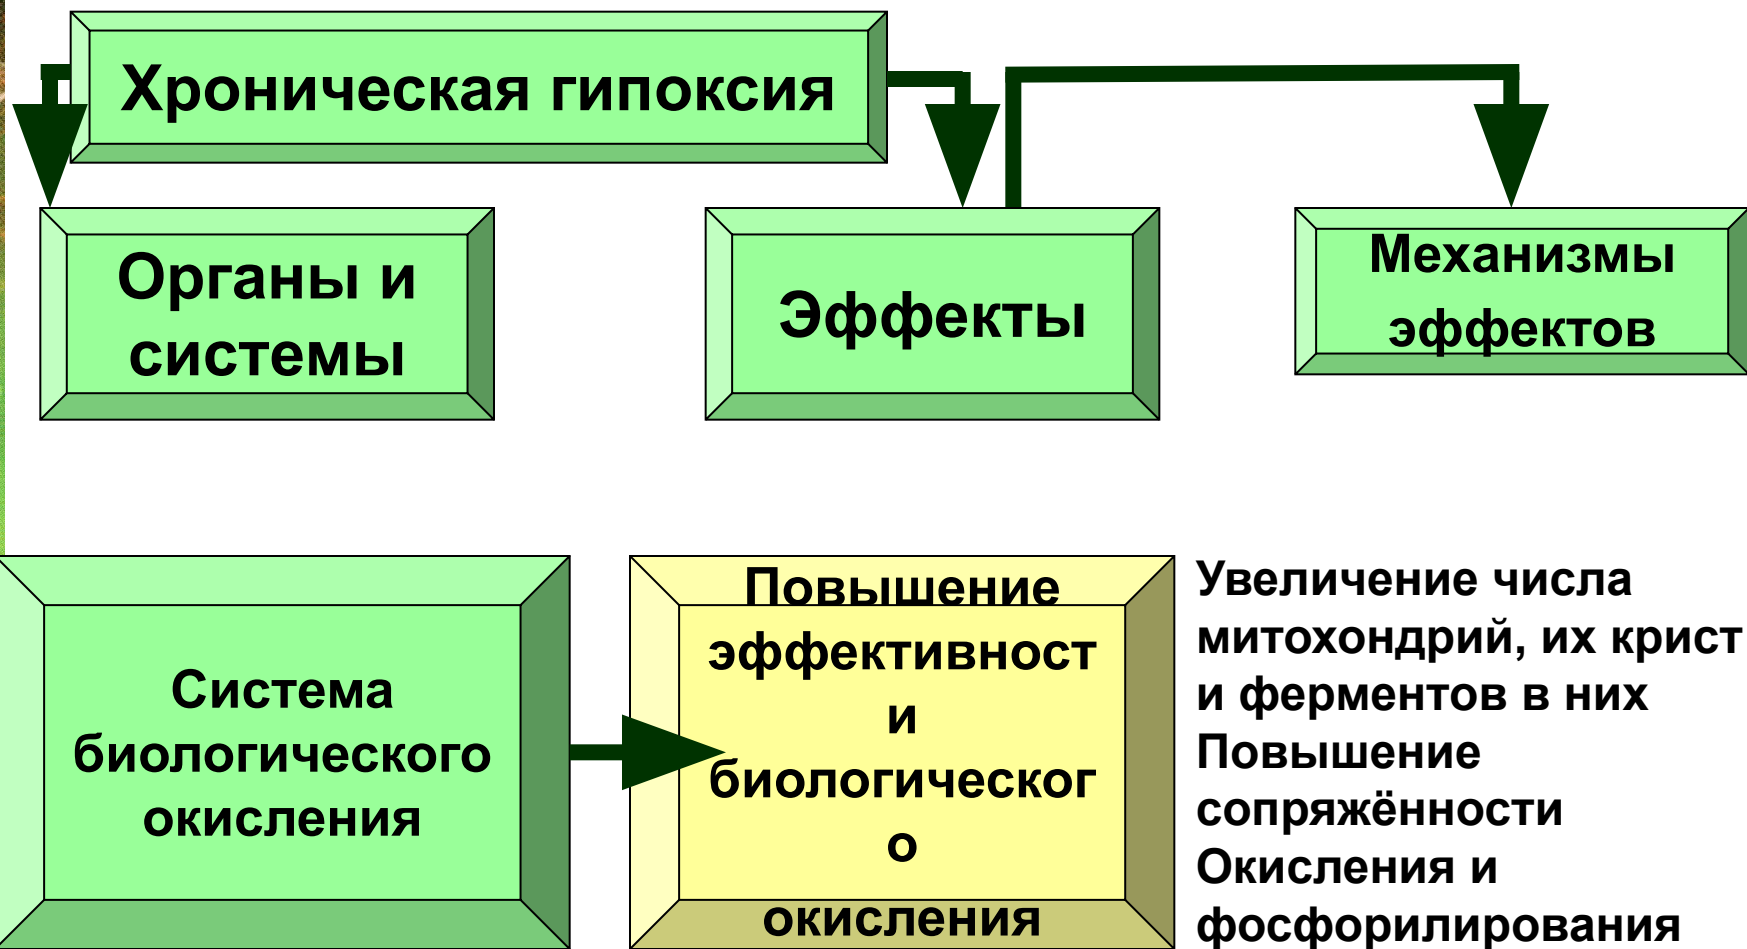 Хроническая гипоксия
Органы и
системы
Эффекты
Механизмы
эффектов
Система
биологического
окисления
Повышение
эффективност
и
биологическог
о
окисления
Увеличение числа
митохондрий, их крист
и ферментов в них
Повышение
сопряжённости
Окисления и
фосфорилирования